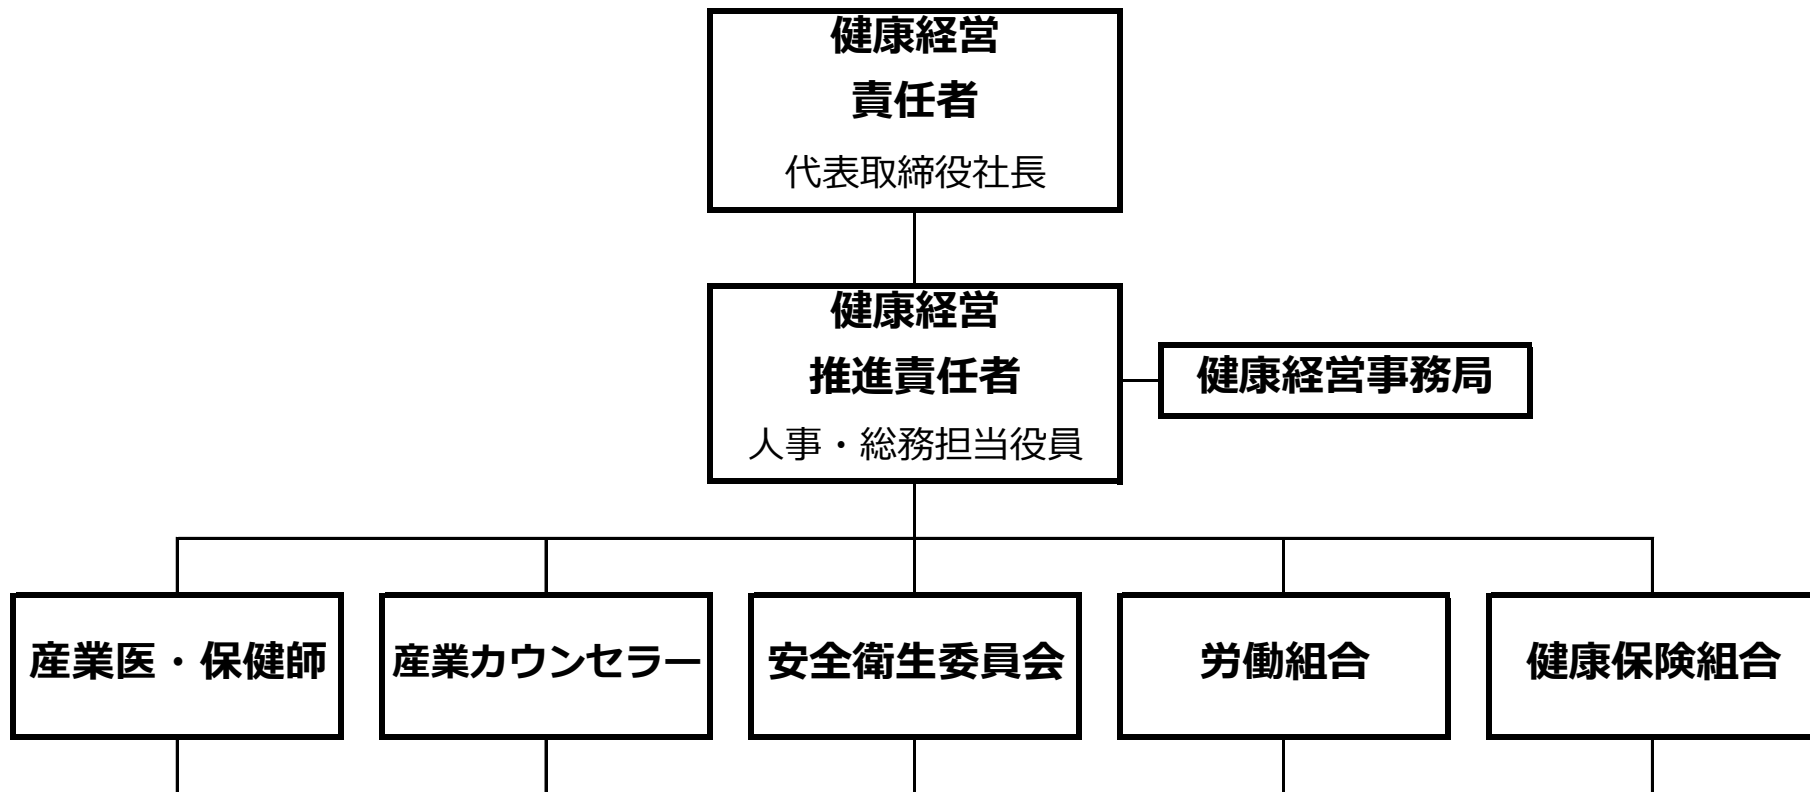 健康経営
責任者
代表取締役社長
健康経営
推進責任者
人事・総務担当役員
健康経営事務局
産業医・保健師
産業カウンセラー
安全衛生委員会
労働組合
健康保険組合